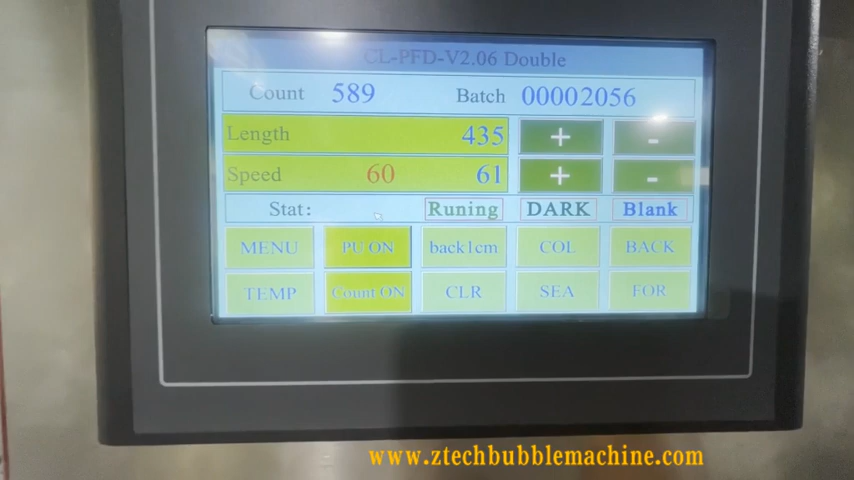 CL-PFD-V2.06 Double
Count 589 Batch 00002056
Length 435 + -
Speed 60 61 + -
Stat: Runing DARK Blank
MENU PU ON back1cm COL BACK
TEMP Count ON CLR SEA FOR
www.ztechbubblemachine.com